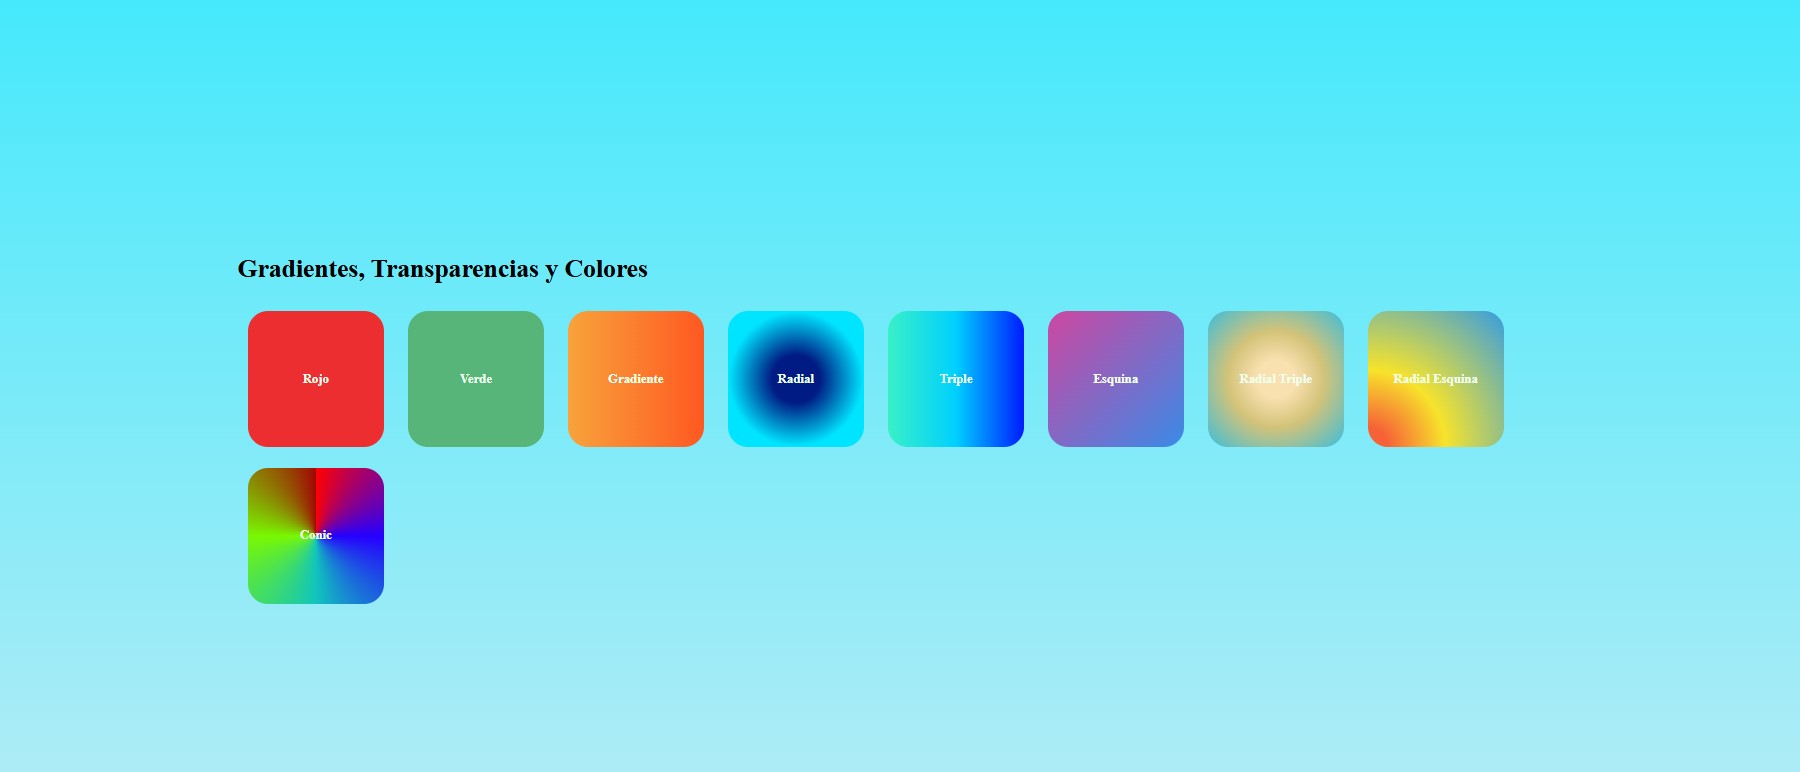 Gradientes, Transparencias y Colores
Rojo
Verde
Gradiente
Radial
Triple
Esquina
Radial Triple
Radial Esquina
Conic